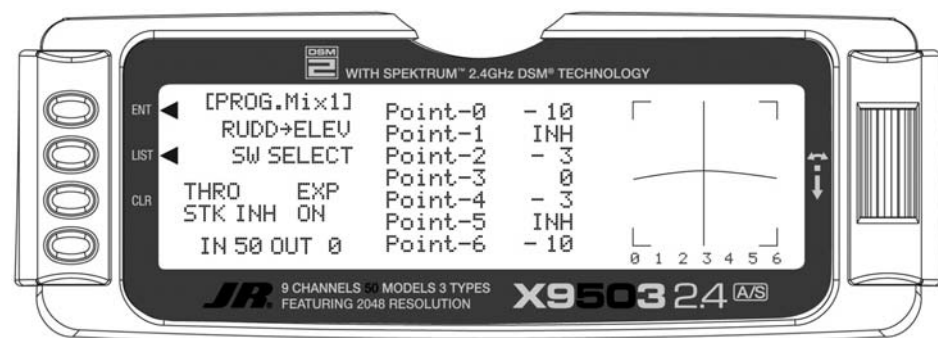 DSM 2
WITH SPEKTRUM™ 2.4GHz DSM® TECHNOLOGY
ENT
LIST
CLR
[PROG.Mix1]
RUDD→ELEV
SW SELECT
THRO EXP
STK INH ON
IN 50 OUT 0
Point-0 - 10
Point-1 INH
Point-2 - 3
Point-3 0
Point-4 - 3
Point-5 INH
Point-6 - 10
0 1 2 3 4 5 6
JR®
9 CHANNELS 50 MODELS 3 TYPES
FEATURING 2048 RESOLUTION
X9503 2.4 A/S